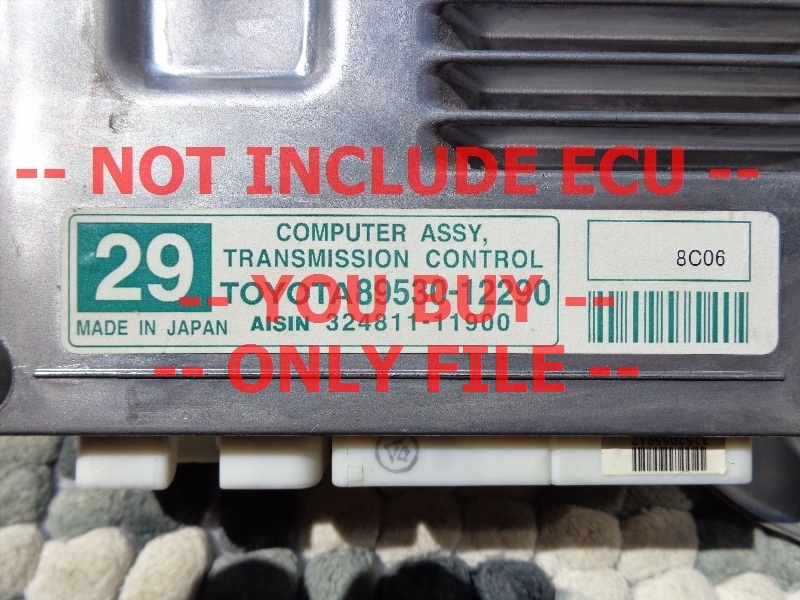 -- NOT INCLUDE ECU --
29
COMPUTER ASSY,
TRANSMISSION CONTROL
TOYOTA 89530-12290
MADE IN JAPAN
AISIN 324811-11900
8C06
-- YOU BUY --
-- ONLY FILE --